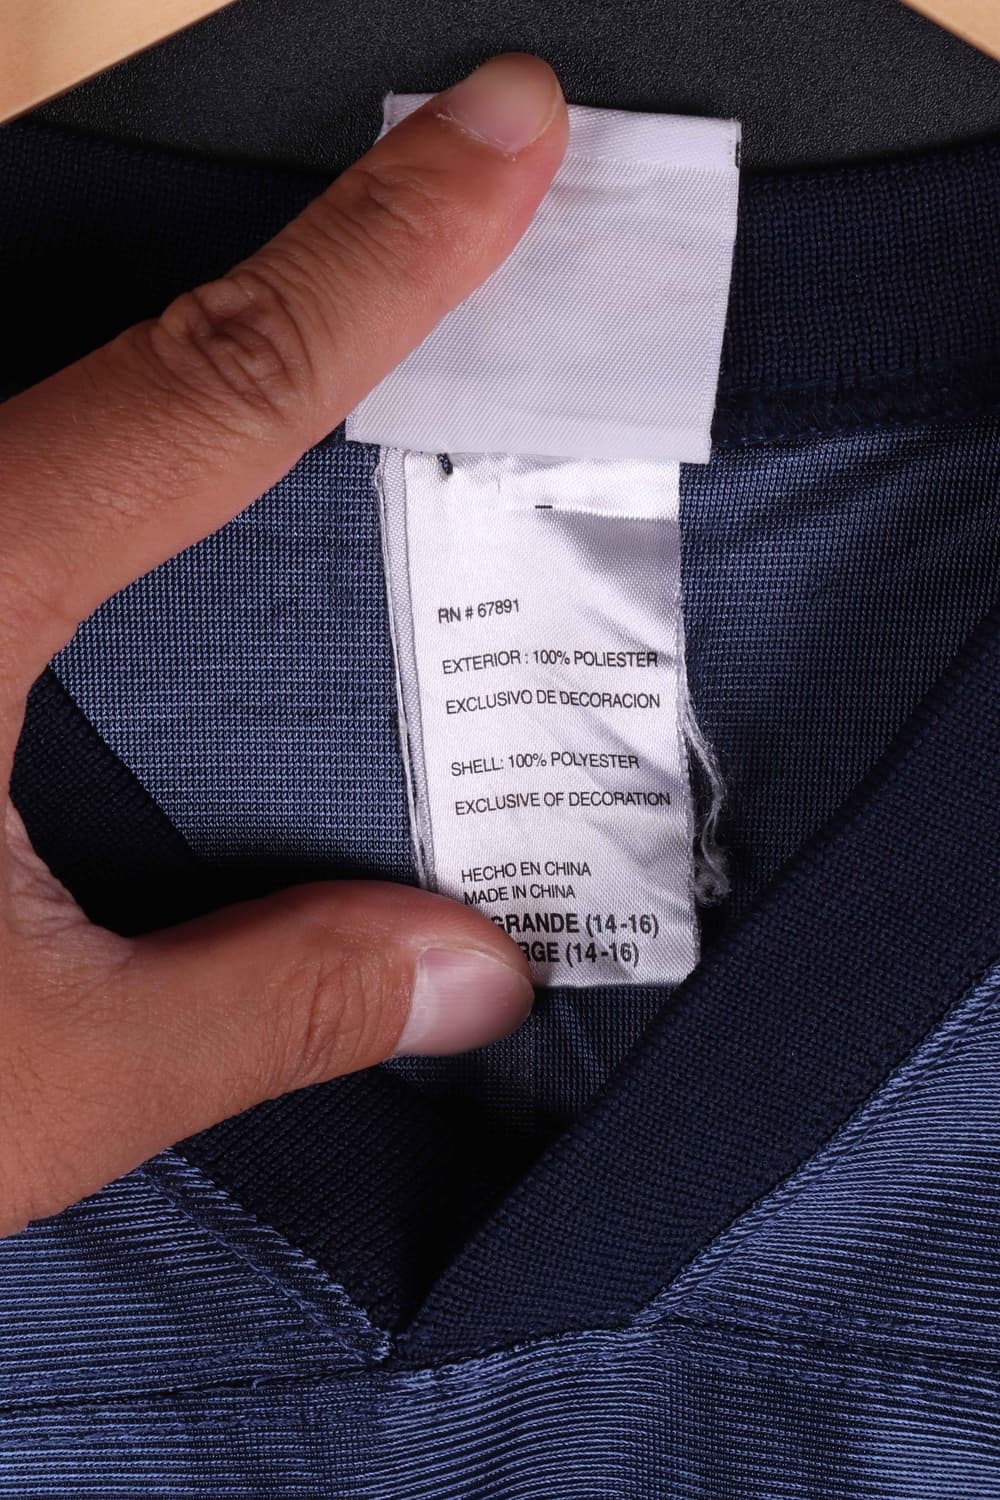 RN # 67891
EXTERIOR : 100% POLIESTER
EXCLUSIVO DE DECORACION
SHELL: 100% POLYESTER
EXCLUSIVE OF DECORATION
HECHO EN CHINA
MADE IN CHINA
GRANDE (14-16)
(14-16)